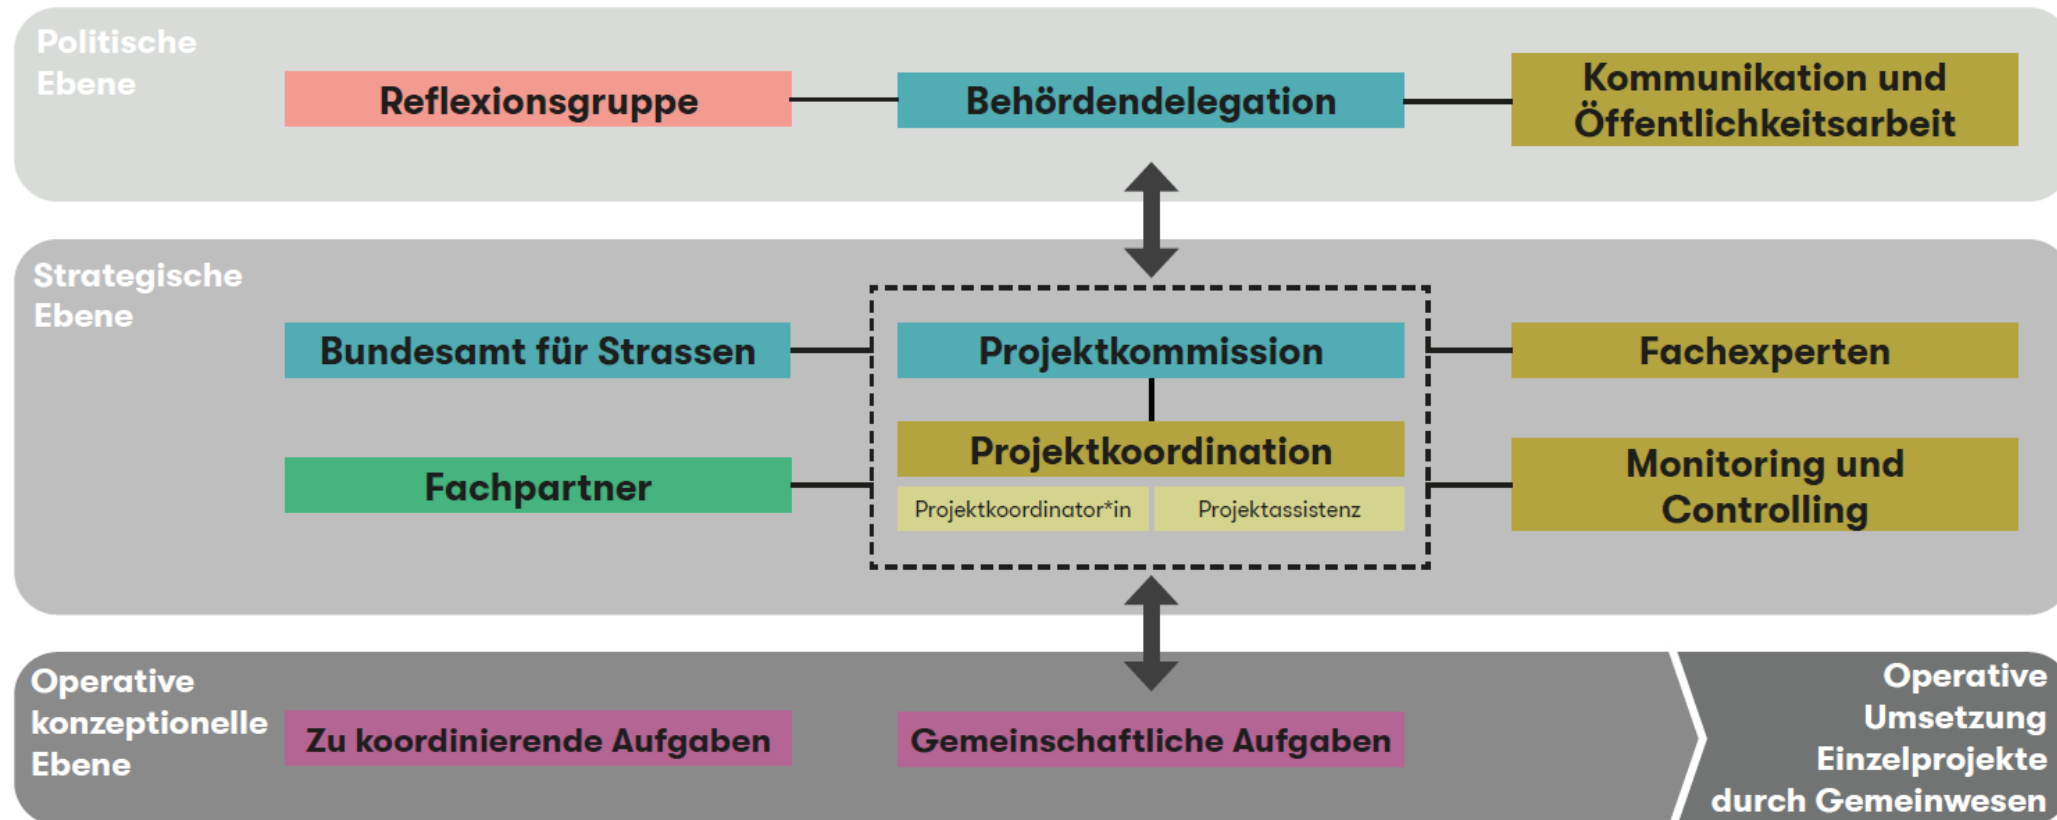 Politische
Ebene
Reflexionsgruppe
Behördendelegation
Kommunikation und
Öffentlichkeitsarbeit
Strategische
Ebene
Bundesamt für Strassen
Projektkommission
Fachexperten
Fachpartner
Projektkoordination
Projektkoordinator*in
Projektassistenz
Monitoring und
Controlling
Operative
konzeptionelle
Ebene
Zu koordinierende Aufgaben
Gemeinschaftliche Aufgaben
Operative
Umsetzung
Einzelprojekte
durch Gemeinwesen